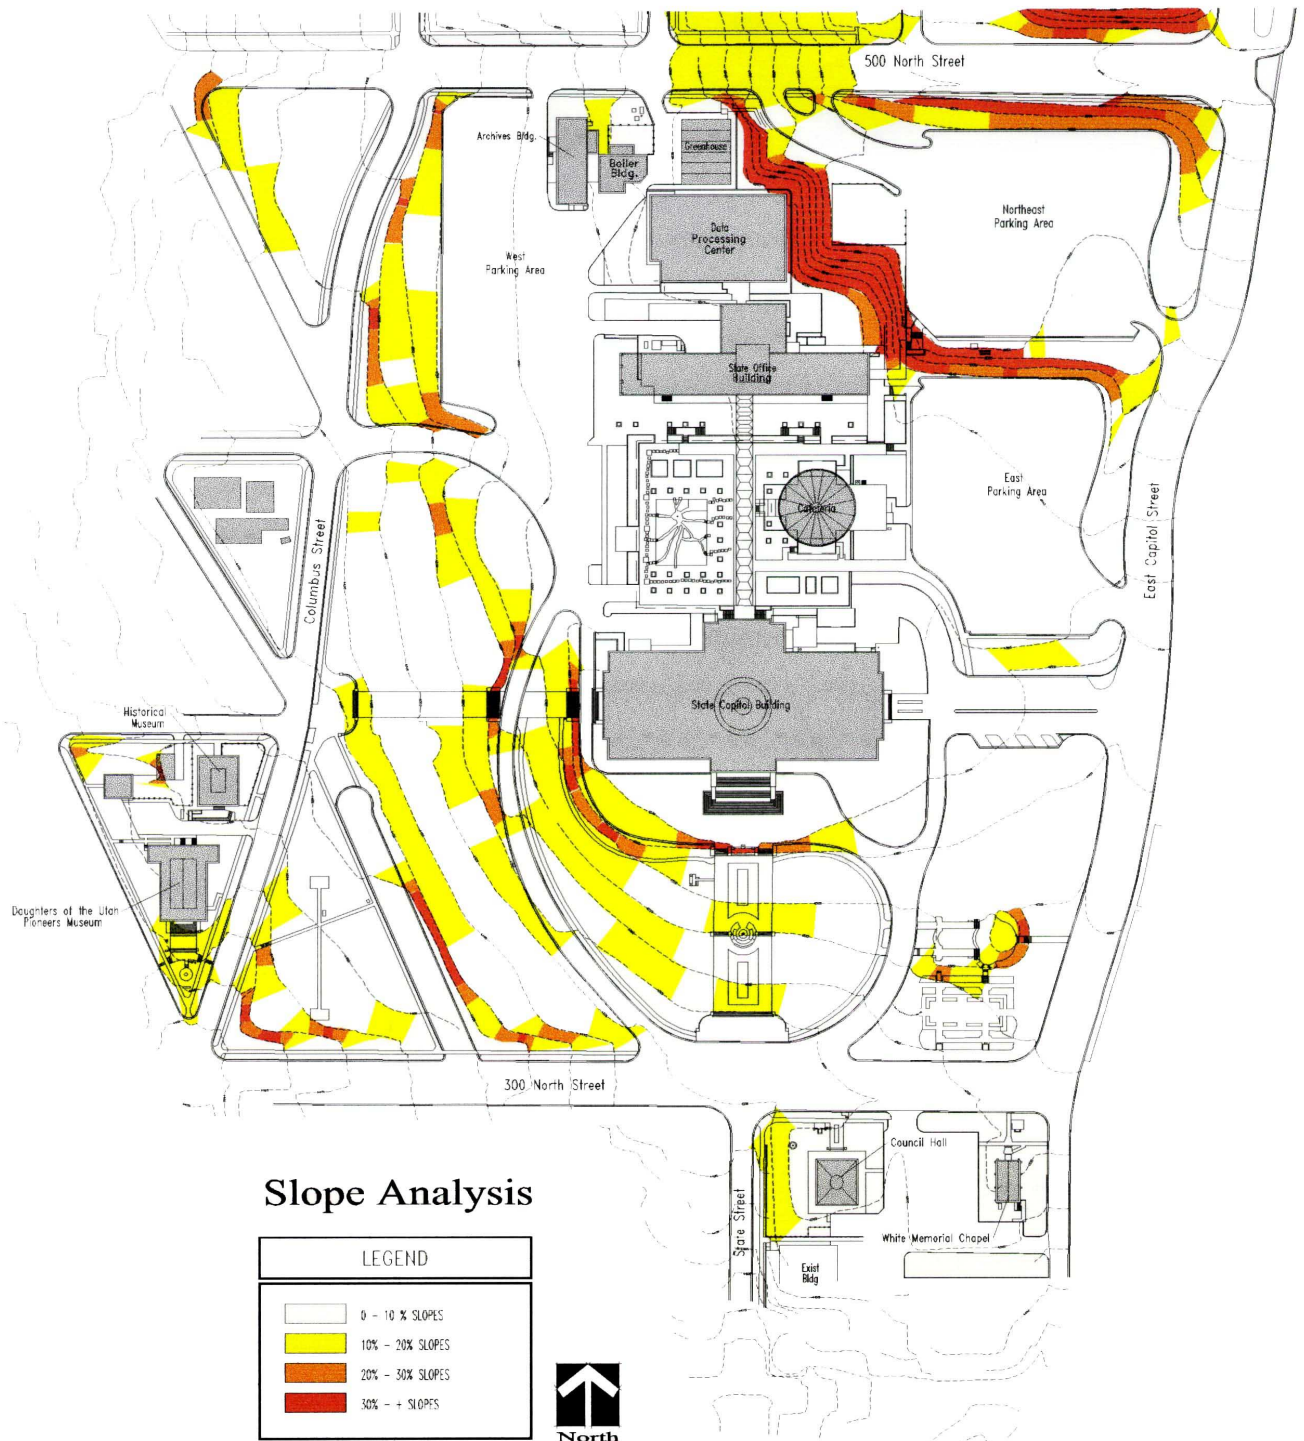 500 North Street
Archives Bldg.
Boiler
Bldg.
Greenhouse
Data
Processing
Center
Northeast
Parking Area
West
Parking Area
State Office
Building
East
Parking Area
Cafeteria
Columbus Street
East Capitol Street
State Capitol Building
Historical
Museum
Daughters of the Utah
Pioneers Museum
300 North Street
Council Hall
State Street
White Memorial Chapel
Exist
Bldg
Slope Analysis
LEGEND
0 - 10 % SLOPES
10% - 20% SLOPES
20% - 30% SLOPES
30% - + SLOPES
North